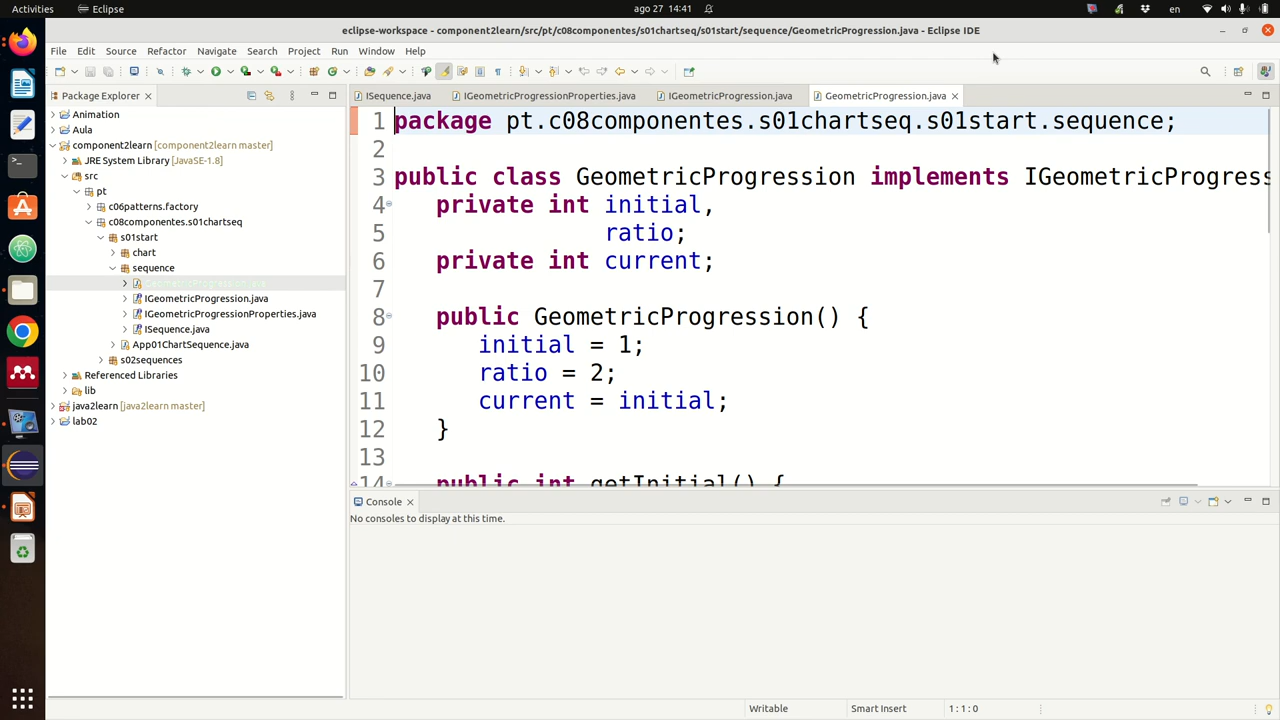 Activities
Eclipse
ago 27 14:41
en
eclipse-workspace - component2learn/src/pt/c08componentes/s01chartseq/s01start/sequence/GeometricProgression.java - Eclipse IDE
File Edit Source Refactor Navigate Search Project Run Window Help
Package Explorer
Animation
Aula
component2learn [component2learn master]
JRE System Library [JavaSE-1.8]
src
pt
c06patterns.factory
c08componentes.s01chartseq
s01start
chart
sequence
GeometricProgression.java
IGeometricProgression.java
IGeometricProgressionProperties.java
ISequence.java
App01ChartSequence.java
s02sequences
Referenced Libraries
lib
java2learn [java2learn master]
lab02
ISequence.java IGeometricProgressionProperties.java IGeometricProgression.java GeometricProgression.java
1 package pt.c08componentes.s01chartseq.s01start.sequence;
2
3 public class GeometricProgression implements IGeometricProgress
4 private int initial,
5 ratio;
6 private int current;
7
8 public GeometricProgression() {
9 initial = 1;
10 ratio = 2;
11 current = initial;
12 }
13
14 public int getInitial() {
Console
No consoles to display at this time.
Writable Smart Insert 1 : 1 : 0